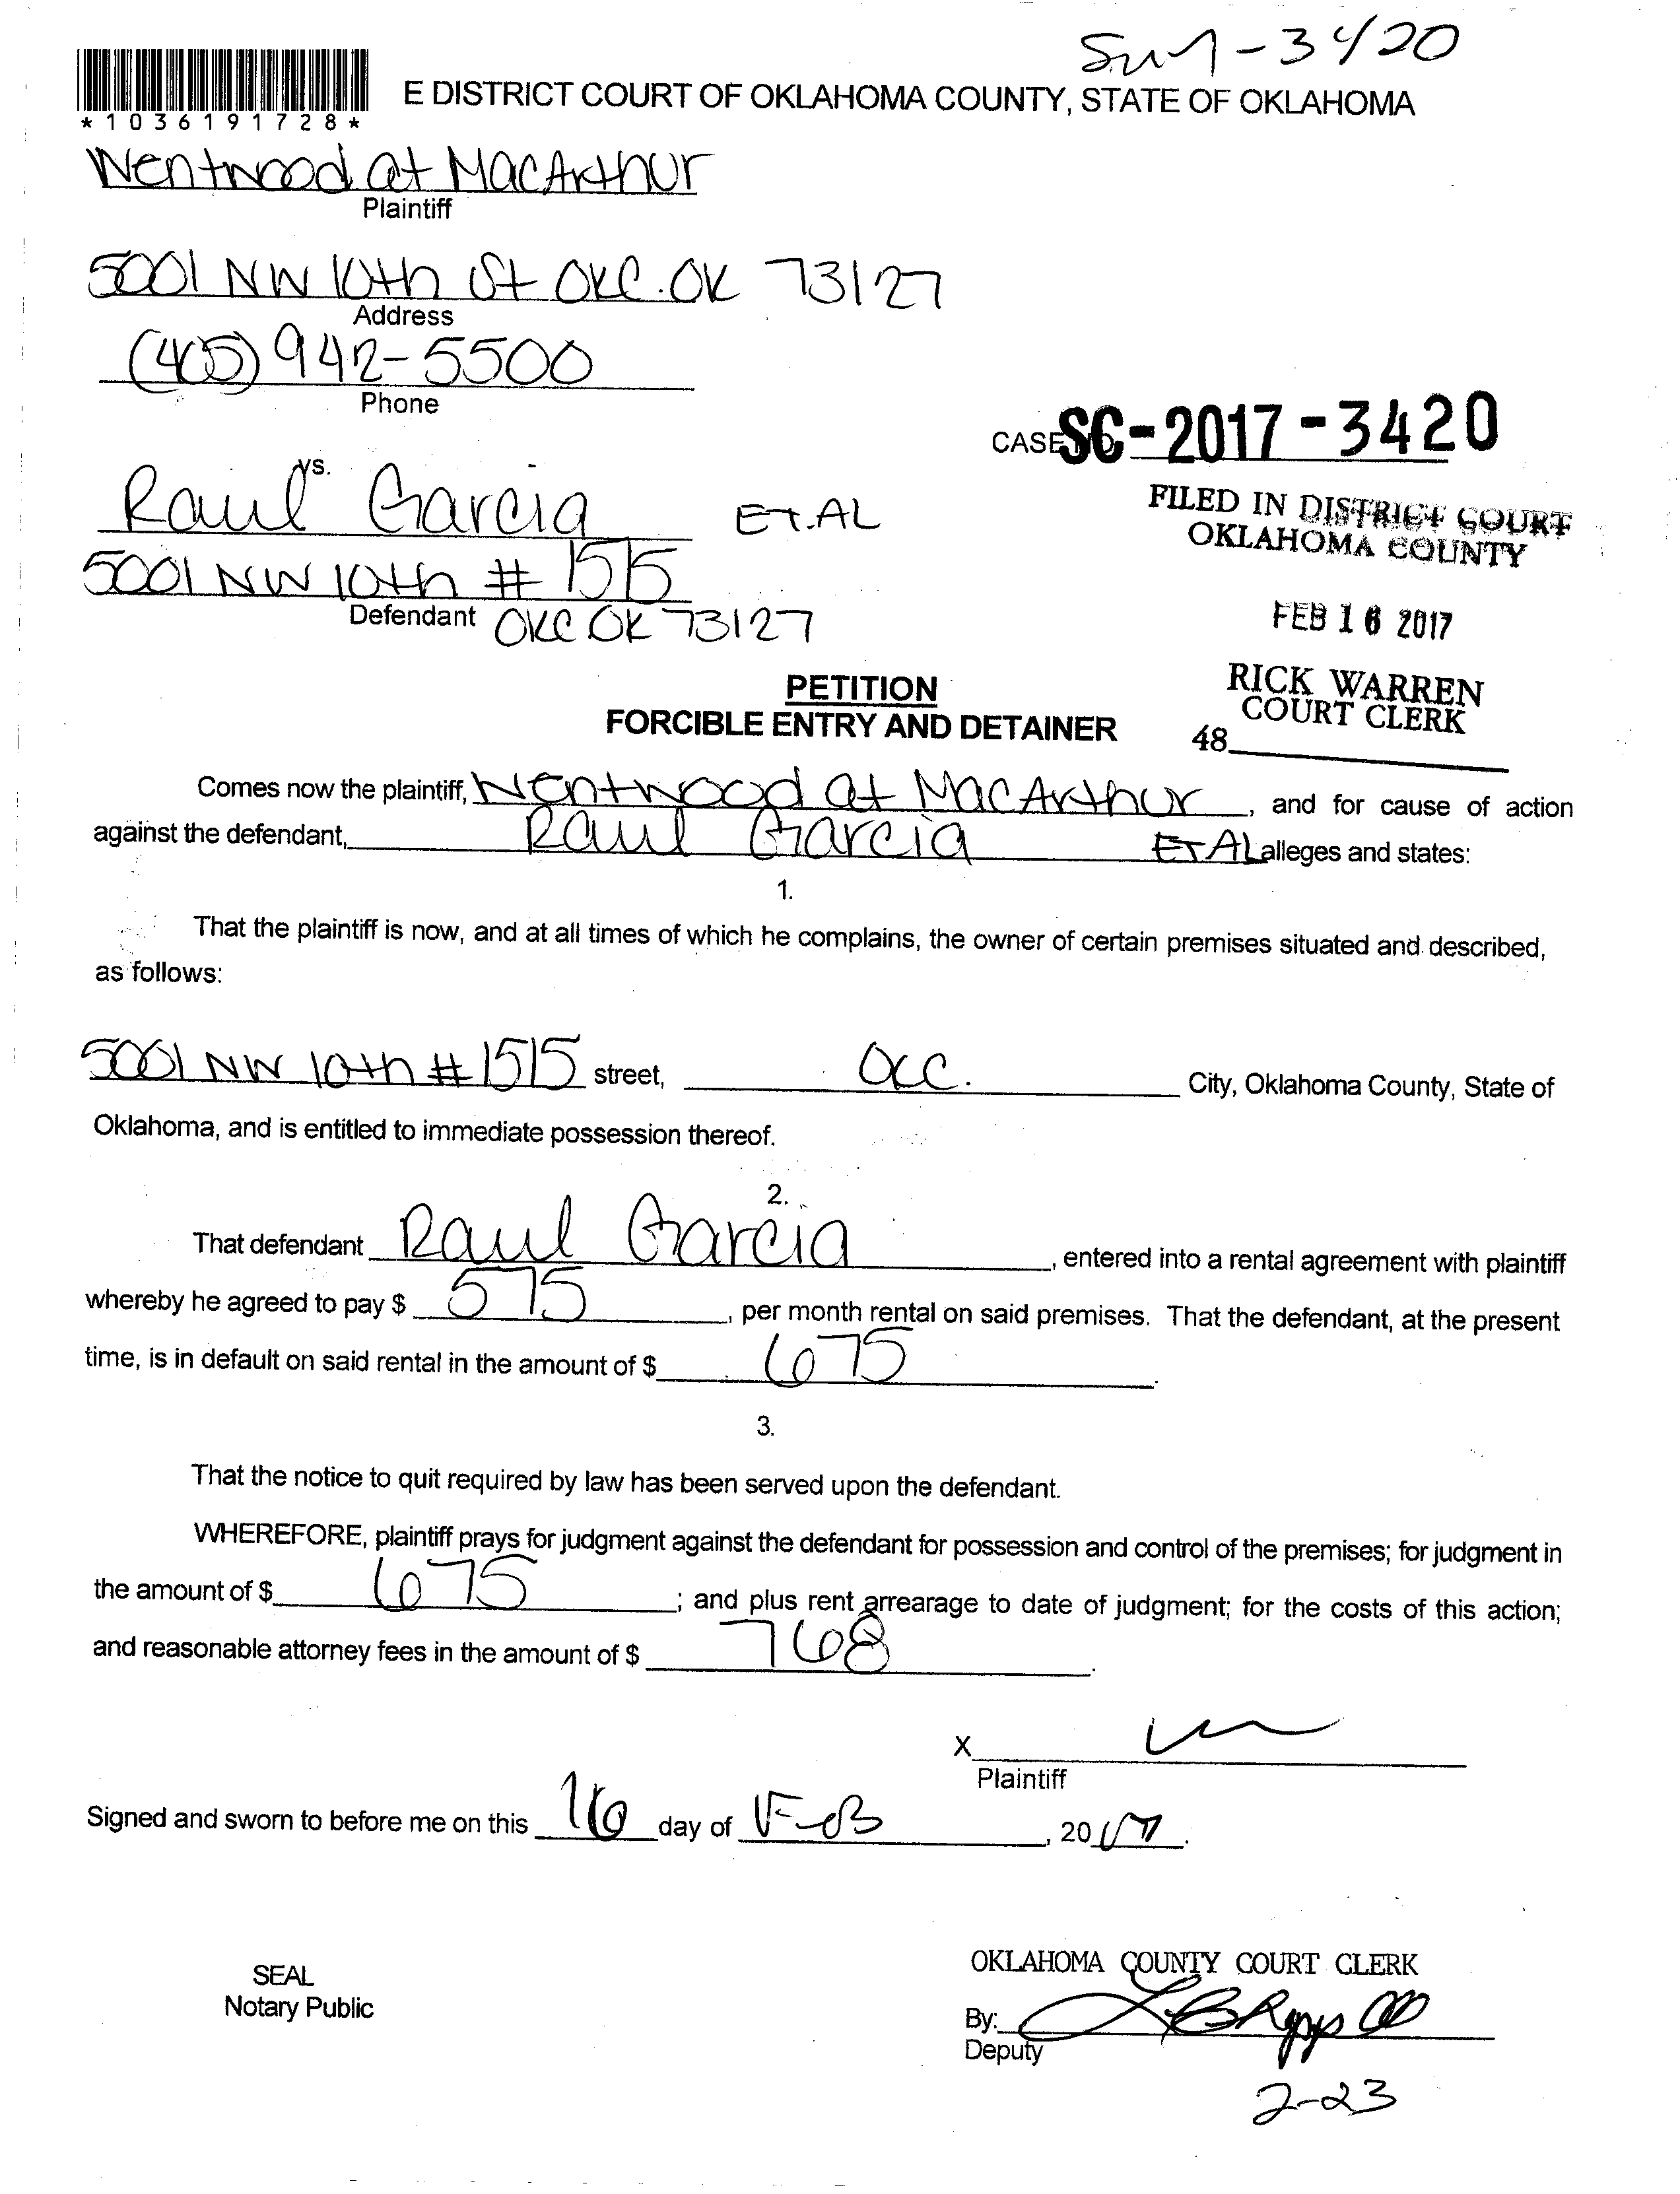 -3420
E DISTRICT COURT OF OKLAHOMA COUNTY, STATE OF OKLAHOMA
*1036191728*
Wentwood at MacArthur
Plaintiff
5001 NW 10th St OKC. OK 73127
Address
(405) 942-5500
Phone
CASE SC-2017-3420
vs.
Raul Garcia ET.AL
FILED IN DISTRICT COURT
OKLAHOMA COUNTY
5001 NW 10th # 1515
Defendant OKC OK 73127
FEB 16 2017
PETITION
RICK WARREN
COURT CLERK
FORCIBLE ENTRY AND DETAINER
48
Comes now the plaintiff, Wentwood at MacArthur, and for cause of action
against the defendant, Raul Garcia ET AL alleges and states:
1.
That the plaintiff is now, and at all times of which he complains, the owner of certain premises situated and described,
as follows:
5001 NW 10th # 1515 street, OKC. City, Oklahoma County, State of
Oklahoma, and is entitled to immediate possession thereof.
2.
That defendant Raul Garcia, entered into a rental agreement with plaintiff
whereby he agreed to pay $ 575, per month rental on said premises. That the defendant, at the present
time, is in default on said rental in the amount of $ 675.
3.
That the notice to quit required by law has been served upon the defendant.
WHEREFORE, plaintiff prays for judgment against the defendant for possession and control of the premises; for judgment in
the amount of $ 675; and plus rent arrearage to date of judgment; for the costs of this action;
and reasonable attorney fees in the amount of $ 768.
X
Plaintiff
Signed and sworn to before me on this 16 day of FEB, 2017.
OKLAHOMA COUNTY COURT CLERK
SEAL
Notary Public
By:
Deputy
2-23